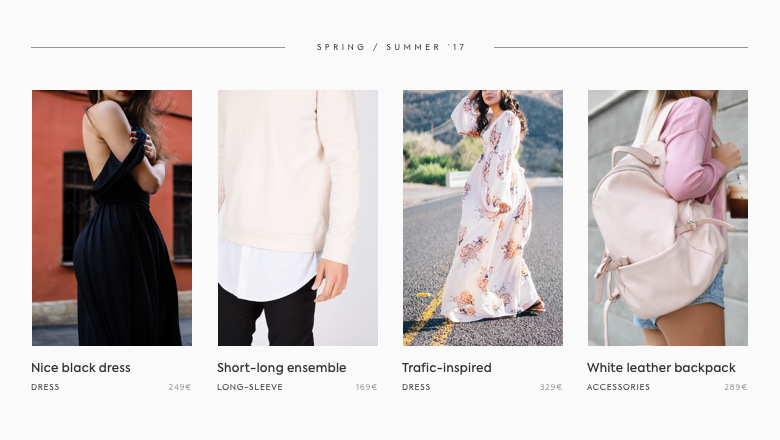 SPRING / SUMMER '17
Nice black dress
DRESS 249€
Short-long ensemble
LONG-SLEEVE 169€
Trafic-inspired
DRESS 329€
White leather backpack
ACCESSORIES 289€